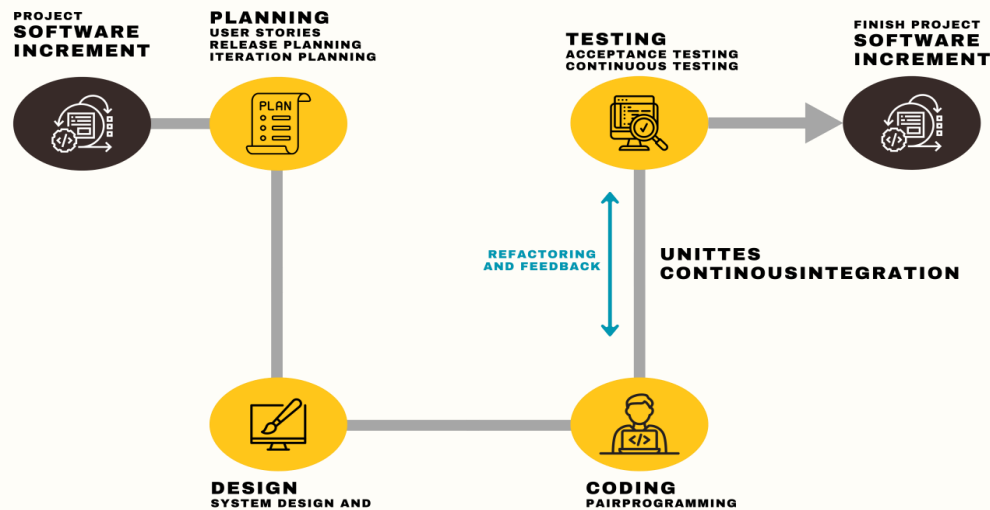 PROJECT
SOFTWARE
INCREMENT
PLANNING
USER STORIES
RELEASE PLANNING
ITERATION PLANNING
TESTING
ACCEPTANCE TESTING
CONTINUOUS TESTING
FINISH PROJECT
SOFTWARE
INCREMENT
PLAN
</>
</>
REFACTORING
AND FEEDBACK
UNITTES
CONTINOUSINTEGRATION
</>
DESIGN
SYSTEM DESIGN AND
CODING
PAIRPROGRAMMING